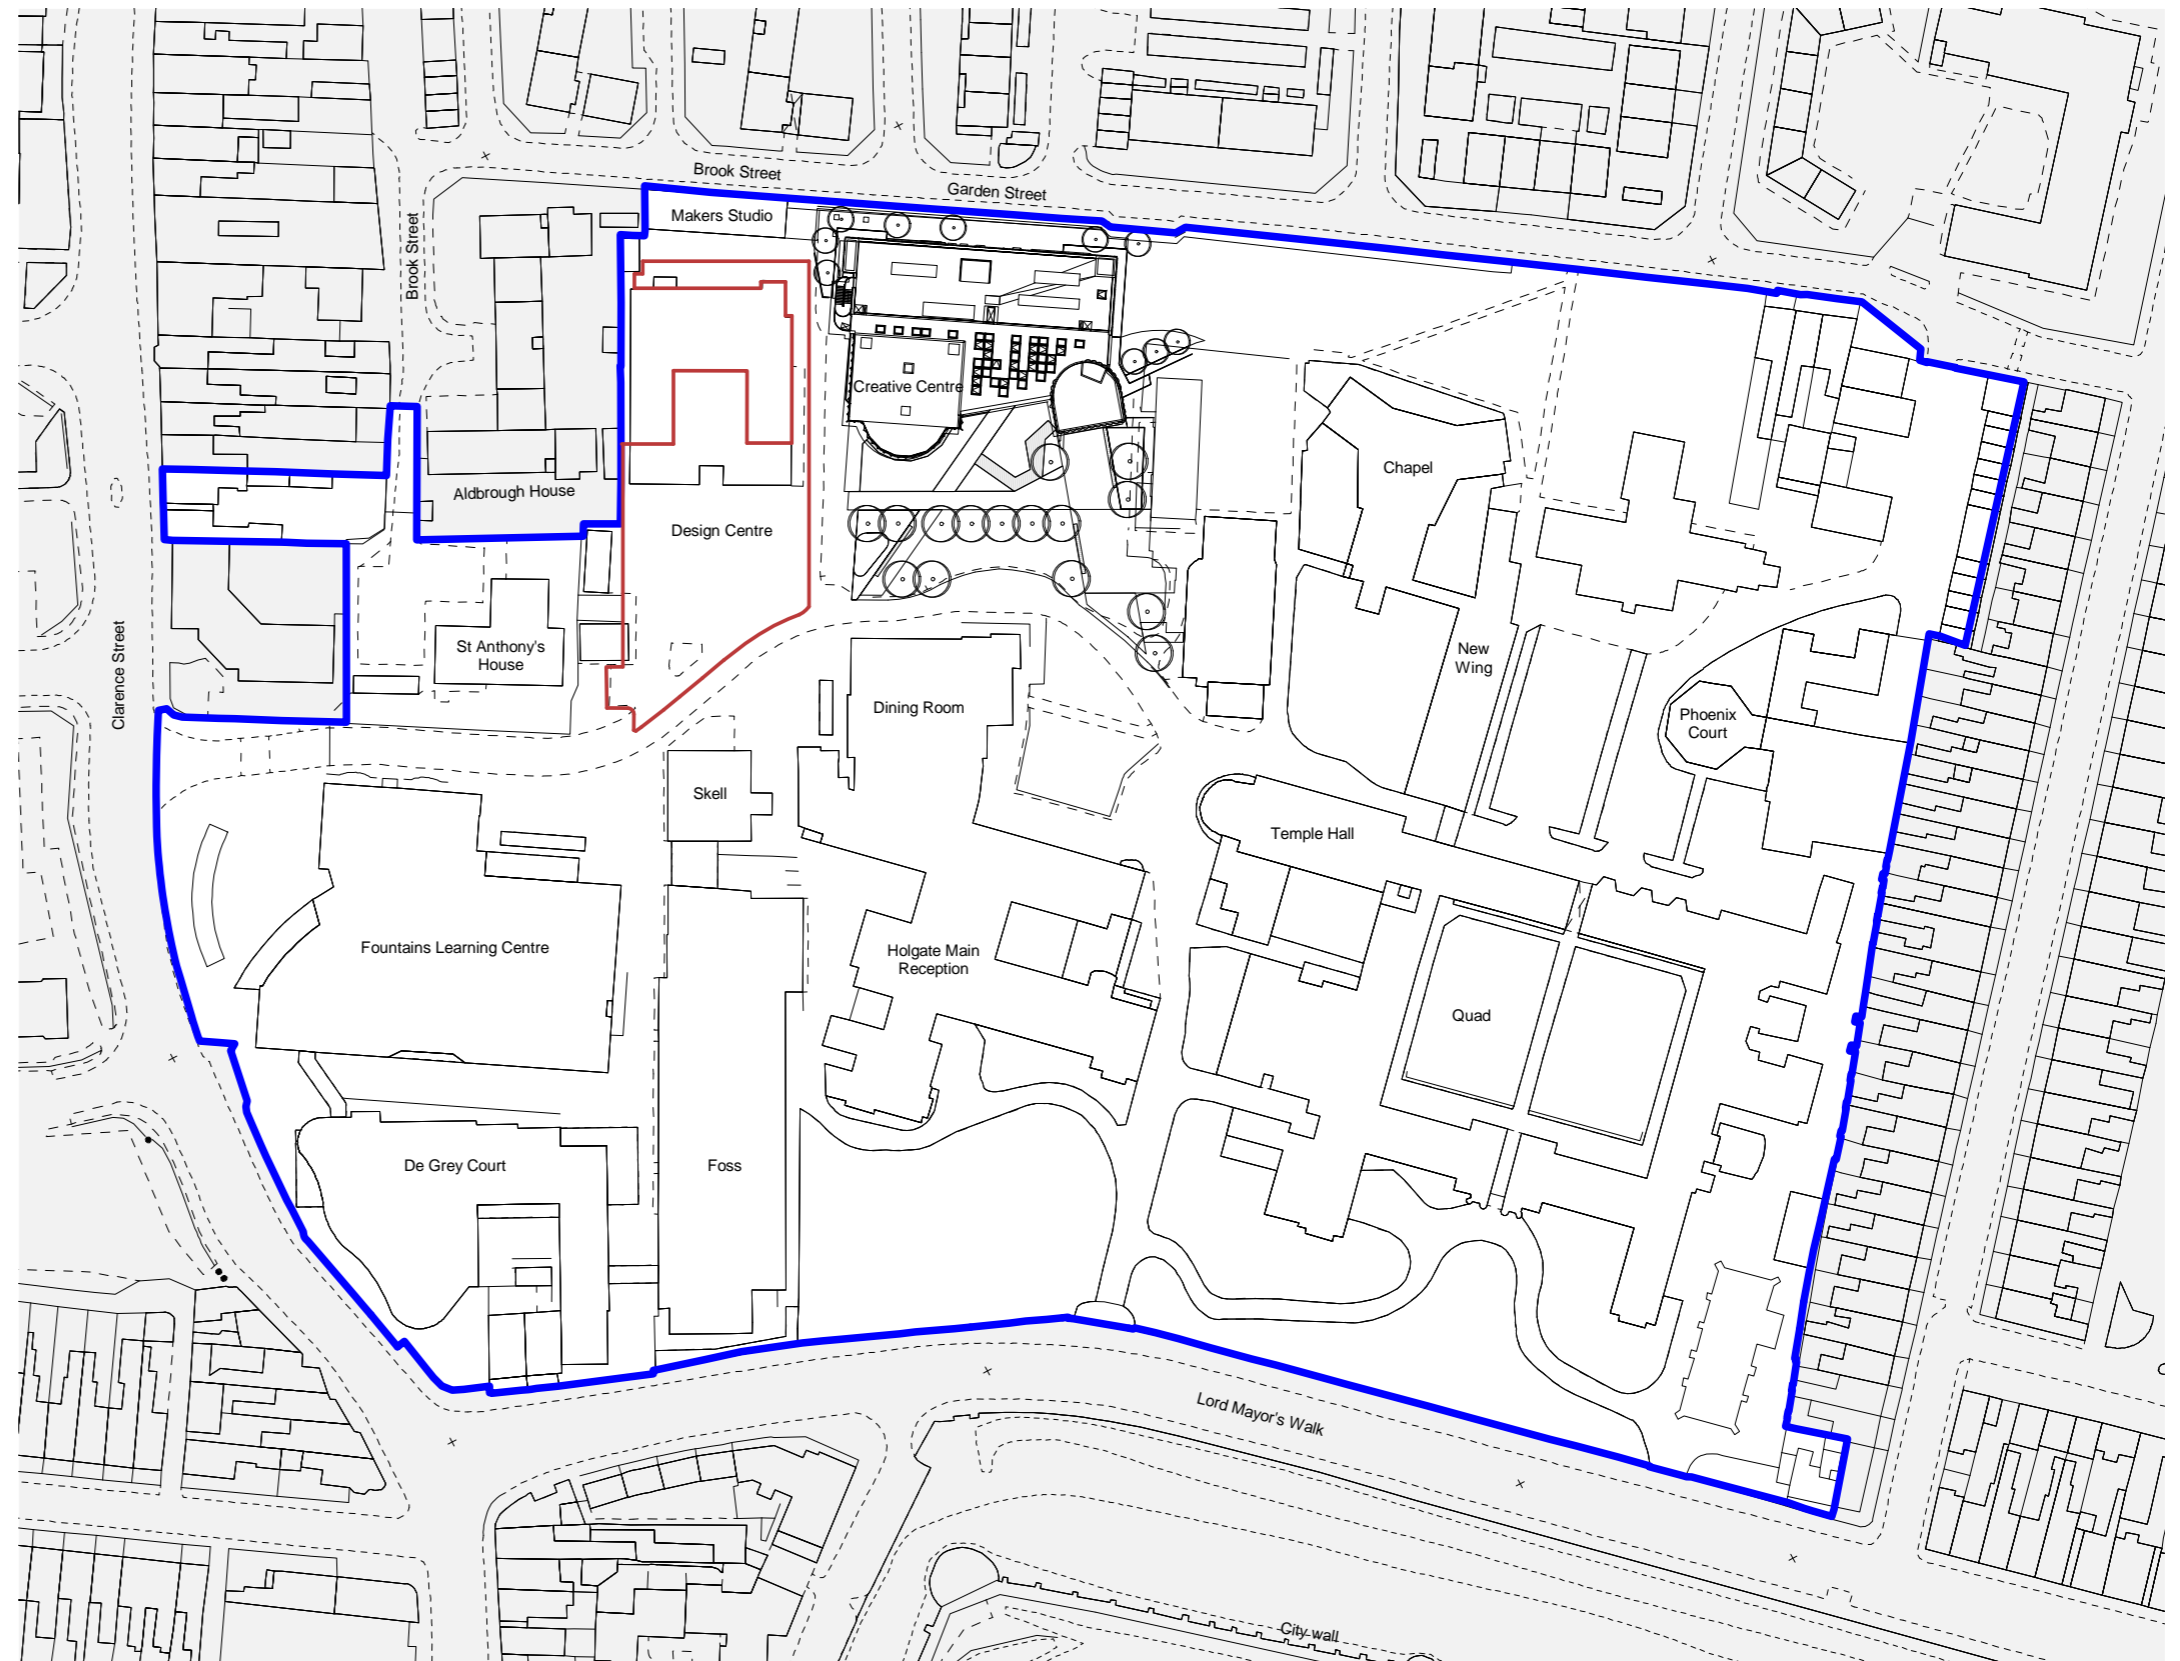 Brook Street
Garden Street
Makers Studio
Brook Street
Creative Centre
Chapel
Aldbrough House
Design Centre
Clarence Street
St Anthony's
House
New
Wing
Dining Room
Phoenix
Court
Skell
Temple Hall
Fountains Learning Centre
Holgate Main
Reception
Quad
De Grey Court
Foss
Lord Mayor's Walk
City wall